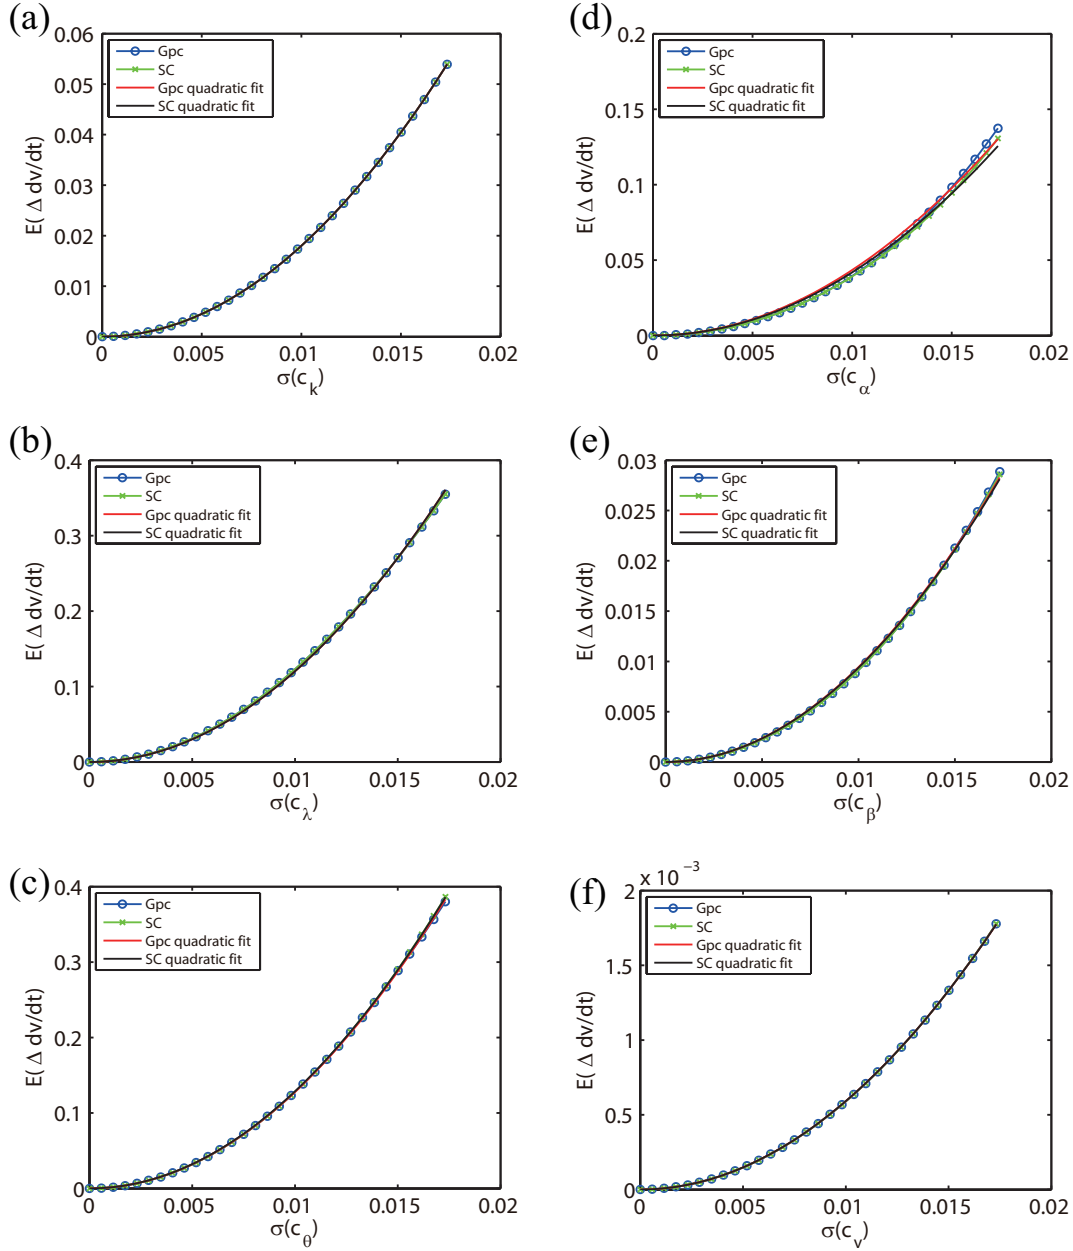 (a)
0.06
0.05
0.04
0.03
0.02
0.01
0
E( Δ dv/dt)
Gpc
SC
Gpc quadratic fit
SC quadratic fit
0 0.005 0.01 0.015 0.02
σ(c_k)
(d)
0.2
0.15
0.1
0.05
0
E( Δ dv/dt)
Gpc
SC
Gpc quadratic fit
SC quadratic fit
0 0.005 0.01 0.015 0.02
σ(c_α)
(b)
0.4
0.3
0.2
0.1
0
E( Δ dv/dt)
Gpc
SC
Gpc quadratic fit
SC quadratic fit
0 0.005 0.01 0.015 0.02
σ(c_λ)
(e)
0.03
0.025
0.02
0.015
0.01
0.005
0
E( Δ dv/dt)
Gpc
SC
Gpc quadratic fit
SC quadratic fit
0 0.005 0.01 0.015 0.02
σ(c_β)
(c)
0.4
0.3
0.2
0.1
0
E( Δ dv/dt)
Gpc
SC
Gpc quadratic fit
SC quadratic fit
0 0.005 0.01 0.015 0.02
σ(c_θ)
(f)
x 10⁻³
2
1.5
1
0.5
0
E( Δ dv/dt)
Gpc
SC
Gpc quadratic fit
SC quadratic fit
0 0.005 0.01 0.015 0.02
σ(c_v)